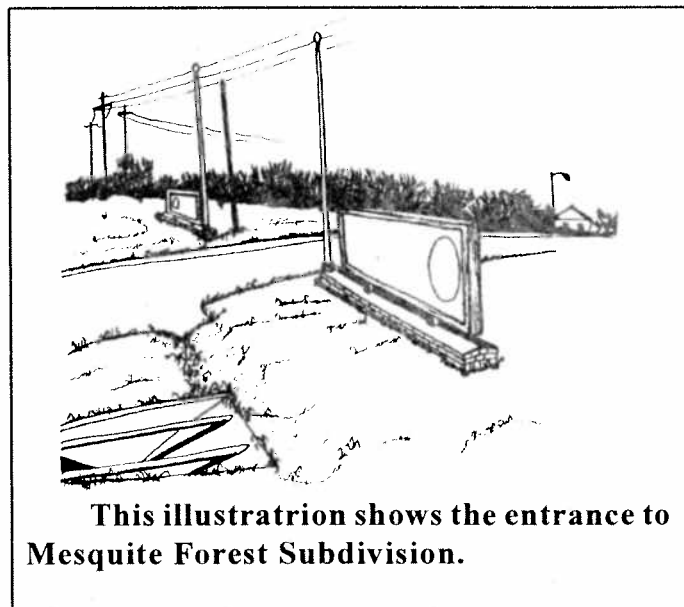 This illustratrion shows the entrance to
Mesquite Forest Subdivision.